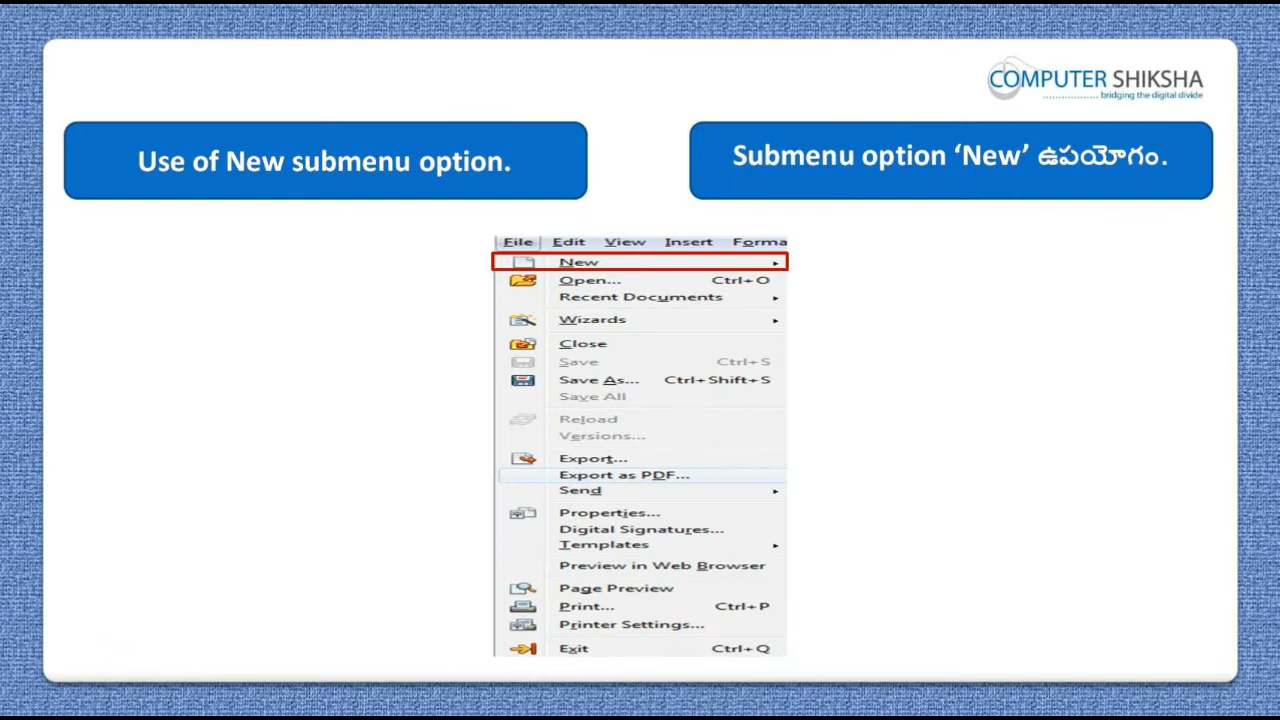 COMPUTER SHIKSHA
bridging the digital divide
Use of New submenu option.
Submenu option ‘New’ ఉపయోగం.
File Edit View Insert Forma
New
Open... Ctrl+O
Recent Documents
Wizards
Close
Save Ctrl+S
Save As... Ctrl+Shift+S
Save All
Reload
Versions...
Export...
Export as PDF...
Send
Properties...
Digital Signatures...
Templates
Preview in Web Browser
Page Preview
Print... Ctrl+P
Printer Settings...
Exit Ctrl+Q